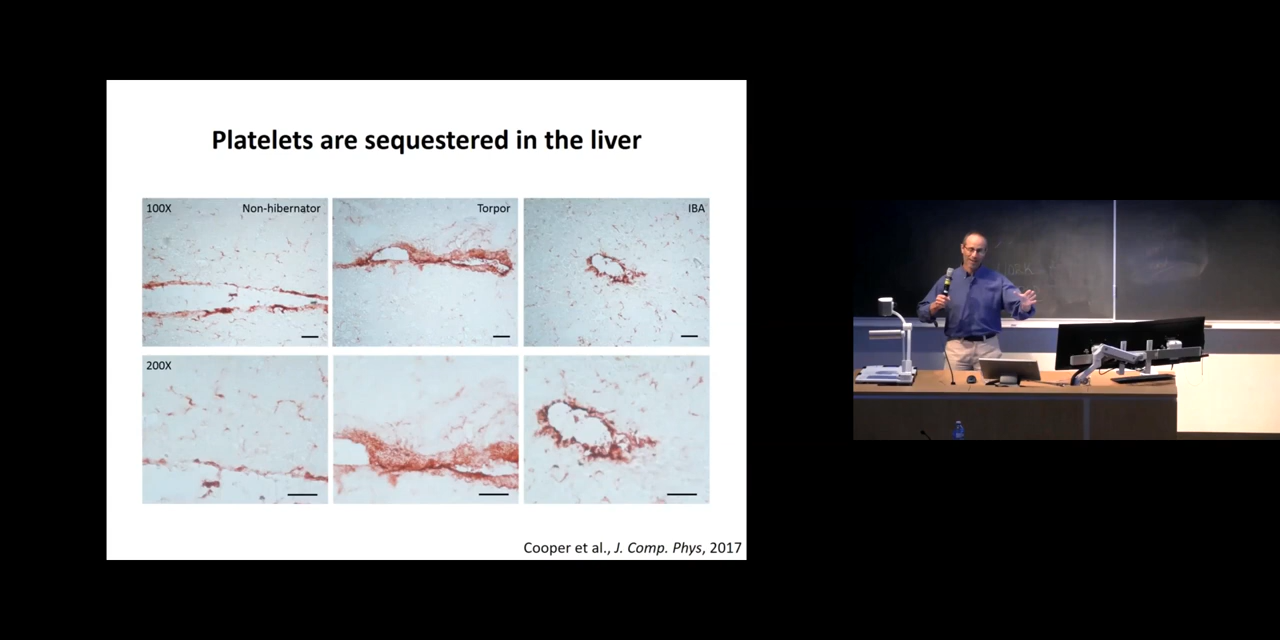 Platelets are sequestered in the liver
100X
Non-hibernator
Torpor
IBA
200X
Cooper et al., J. Comp. Phys, 2017